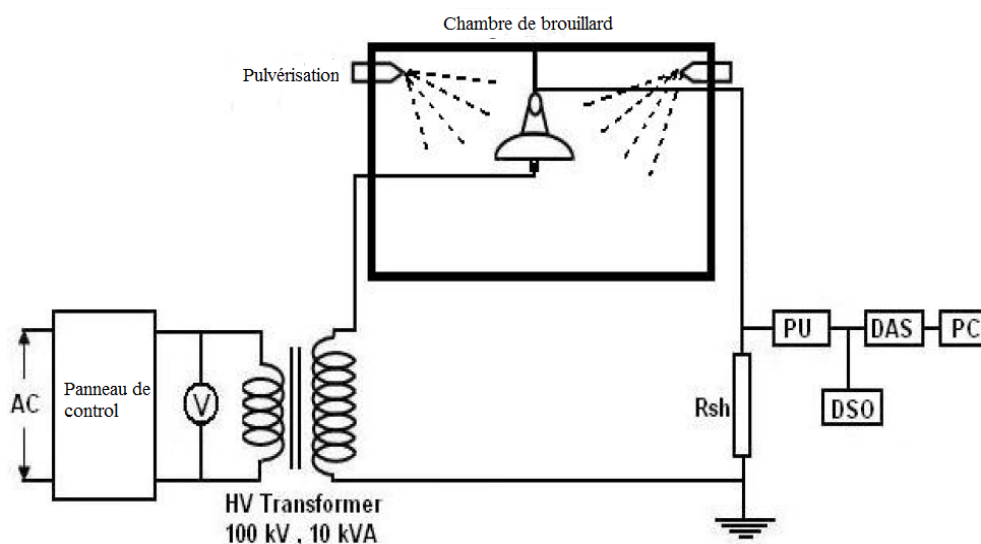 Chambre de brouillard
Pulvérisation
PU
DAS
PC
AC
Panneau de
control
V
Rsh
DSO
HV Transformer
100 kV , 10 kVA